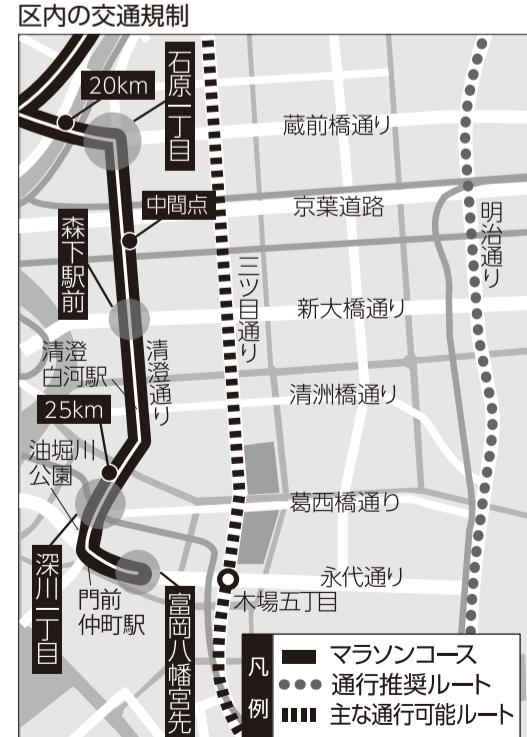 区内の交通規制
20km
石原一丁目
蔵前橋通り
中間点
京葉道路
明治通り
森下駅前
三ツ目通り
新大橋通り
清澄
白河駅
清澄通り
清洲橋通り
25km
油堀川
公園
葛西橋通り
深川一丁目
門前
仲町駅
富岡八幡宮先
永代通り
木場五丁目
凡例
マラソンコース
通行推奨ルート
主な通行可能ルート